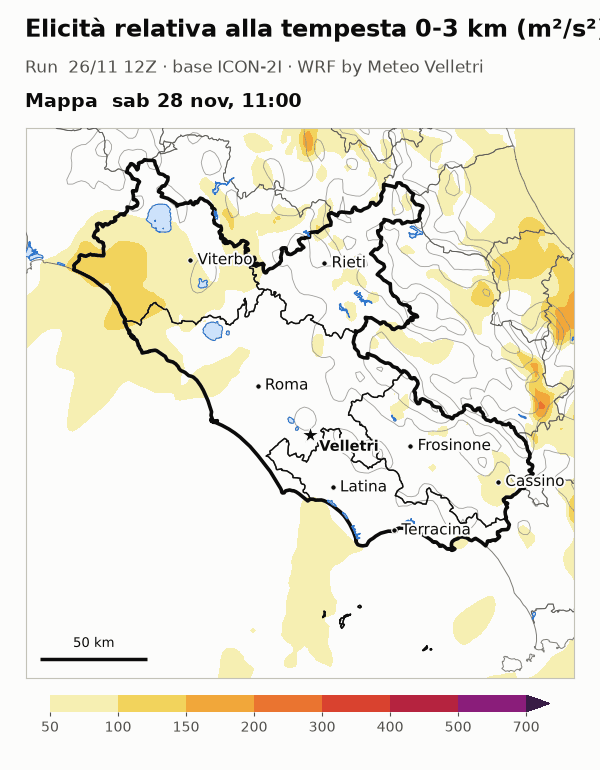 Elicità relativa alla tempesta 0-3 km (m²/s²)
Run  26/11 12Z · base ICON-2I · WRF by Meteo Velletri
Mappa  sab 28 nov, 11:00
Viterbo
Rieti
Roma
Velletri
Frosinone
Cassino
Latina
Terracina
50 km
50 100 150 200 300 400 500 700